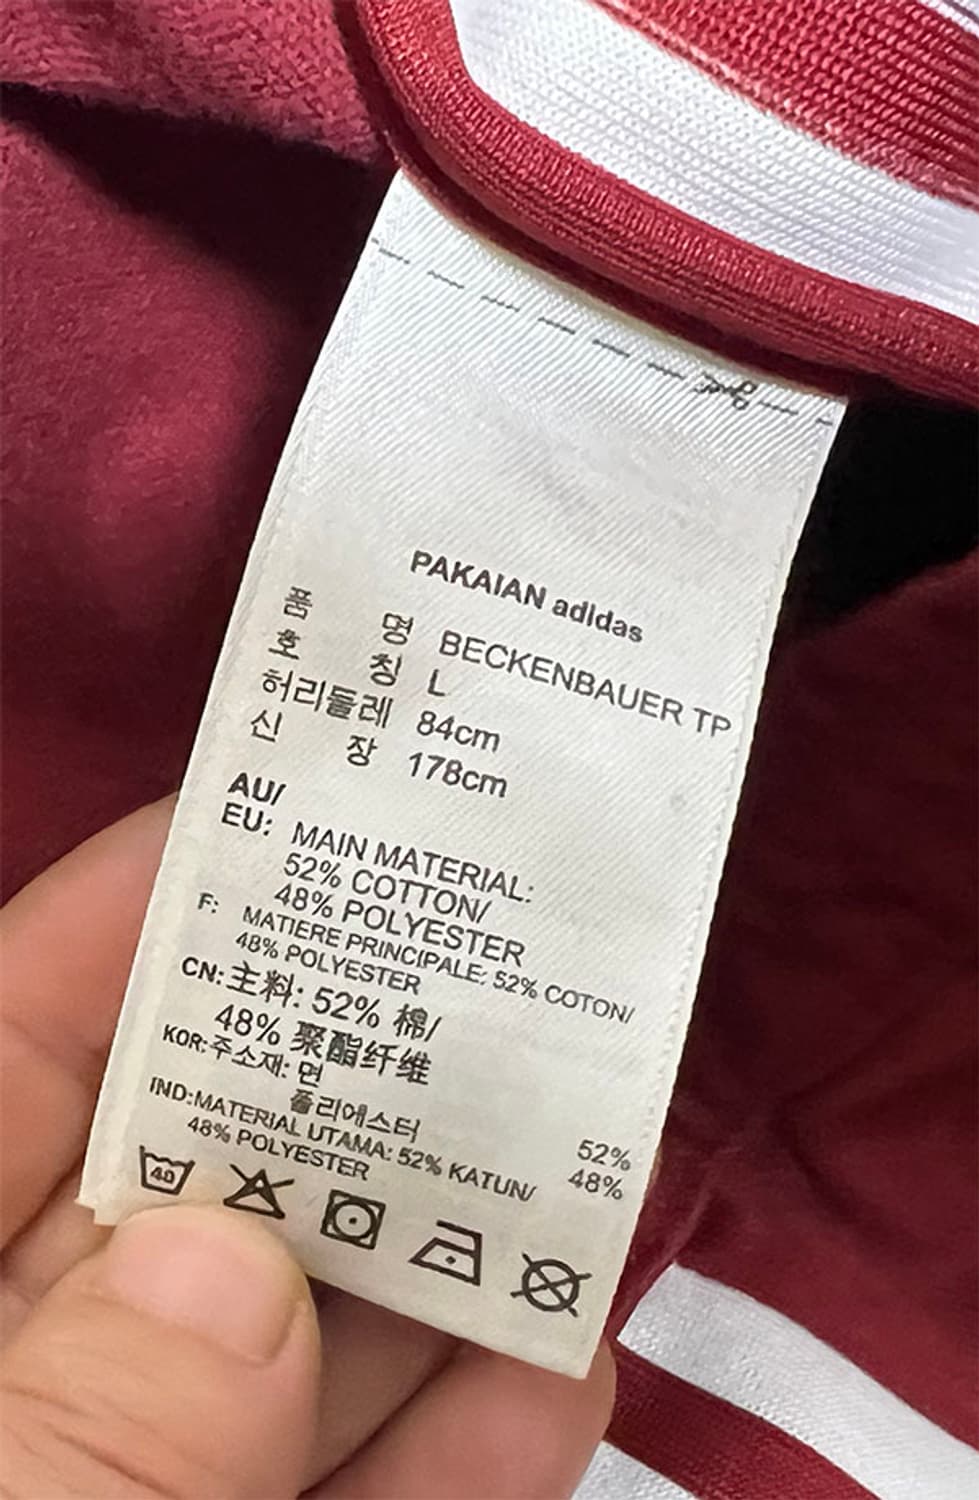 PAKAIAN adidas
품 명 BECKENBAUER TP
호 칭 L
허리둘레 84cm
신 장 178cm
AU/
EU: MAIN MATERIAL:
52% COTTON/
48% POLYESTER
F: MATIERE PRINCIPALE: 52% COTON/
48% POLYESTER
CN:主料: 52% 棉/
48% 聚酯纤维
KOR:주소재: 면 52%
폴리에스터 48%
IND:MATERIAL UTAMA: 52% KATUN/
48% POLYESTER
40